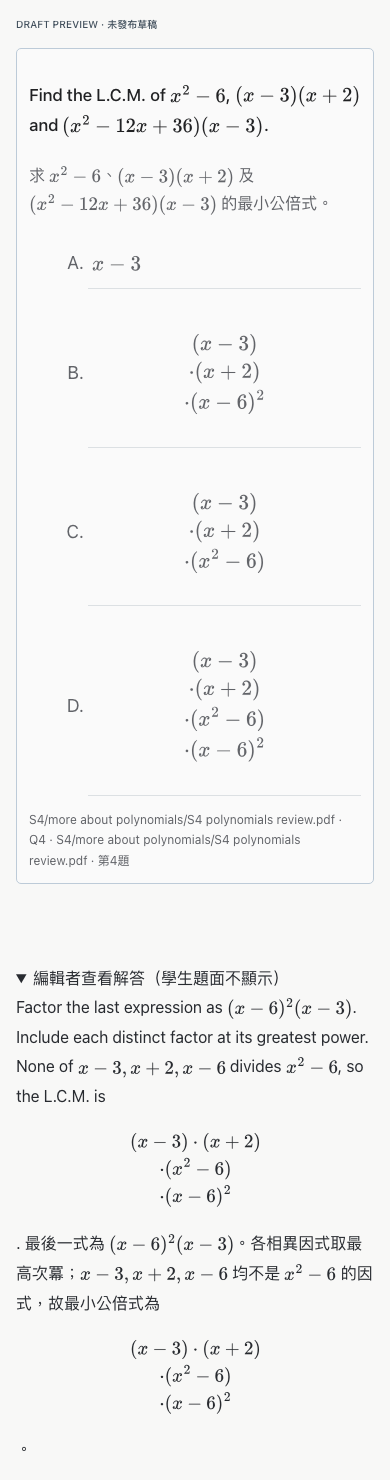 DRAFT PREVIEW · 未發布草稿
Find the L.C.M. of x² − 6, (x − 3)(x + 2)
and (x² − 12x + 36)(x − 3).
求 x² − 6、(x − 3)(x + 2) 及
(x² − 12x + 36)(x − 3) 的最小公倍式。
A. x − 3
(x − 3)
B. ·(x + 2)
·(x − 6)²
(x − 3)
C. ·(x + 2)
·(x² − 6)
(x − 3)
·(x + 2)
D.
·(x² − 6)
·(x − 6)²
S4/more about polynomials/S4 polynomials review.pdf ·
Q4 · S4/more about polynomials/S4 polynomials
review.pdf · 第4題
▼ 編輯者查看解答（學生題面不顯示）
Factor the last expression as (x − 6)²(x − 3).
Include each distinct factor at its greatest power.
None of x − 3, x + 2, x − 6 divides x² − 6, so
the L.C.M. is
(x − 3) · (x + 2)
·(x² − 6)
·(x − 6)²
. 最後一式為 (x − 6)²(x − 3)。各相異因式取最
高次冪；x − 3, x + 2, x − 6 均不是 x² − 6 的因
式，故最小公倍式為
(x − 3) · (x + 2)
·(x² − 6)
·(x − 6)²
。